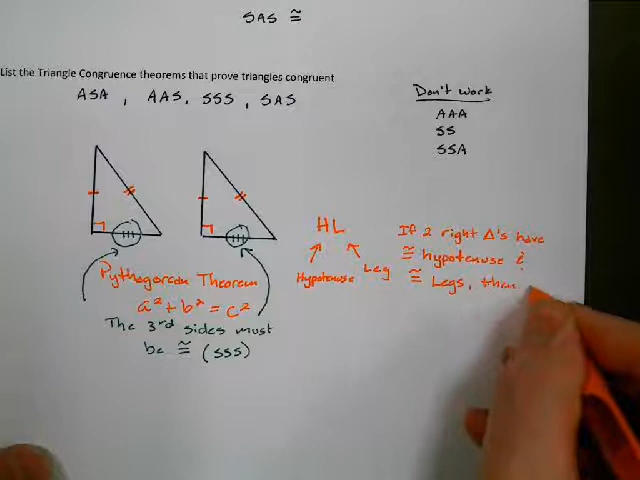 SAS ≅
List the Triangle Congruence theorems that prove triangles congruent
ASA , AAS, SSS , SAS
Don't work
AAA
SS
SSA
HL
Hypotenuse
Leg
If 2 right Δ's have
≅ hypotenuse &
≅ Legs, then
Pythagorean Theorem
a² + b² = c²
The 3rd sides must
be ≅ (SSS)